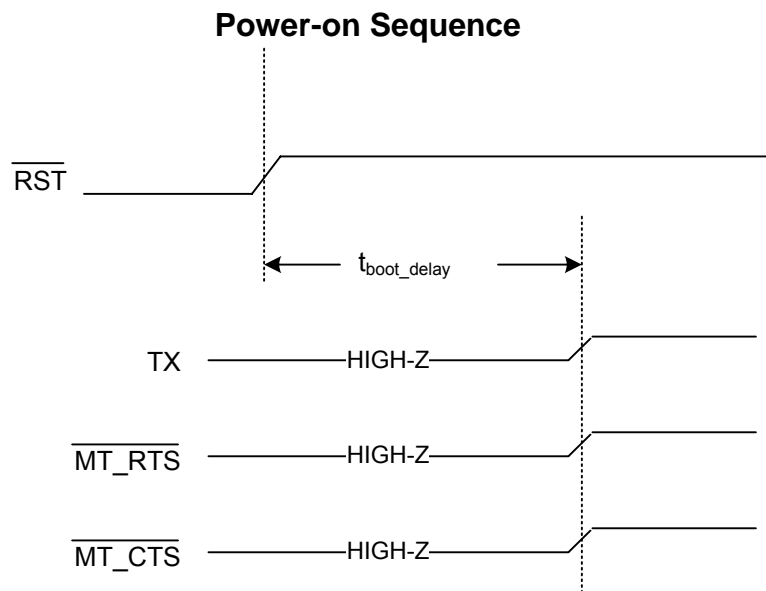 Power-on Sequence
RST
tboot_delay
TX HIGH-Z
MT_RTS HIGH-Z
MT_CTS HIGH-Z